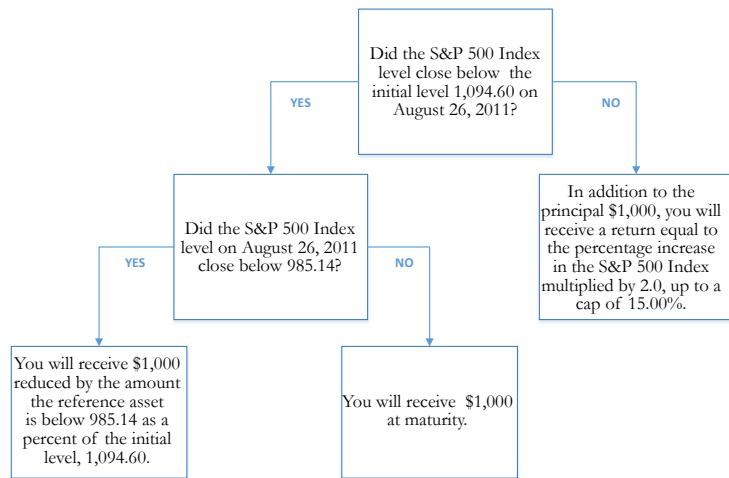 Did the S&P 500 Index
level close below the
initial level 1,094.60 on
August 26, 2011?
YES
NO
Did the S&P 500 Index
level on August 26, 2011
close below 985.14?
In addition to the
principal $1,000, you will
receive a return equal to
the percentage increase
in the S&P 500 Index
multiplied by 2.0, up to a
cap of 15.00%.
YES
NO
You will receive $1,000
reduced by the amount
the reference asset
is below 985.14 as a
percent of the initial
level, 1,094.60.
You will receive $1,000
at maturity.